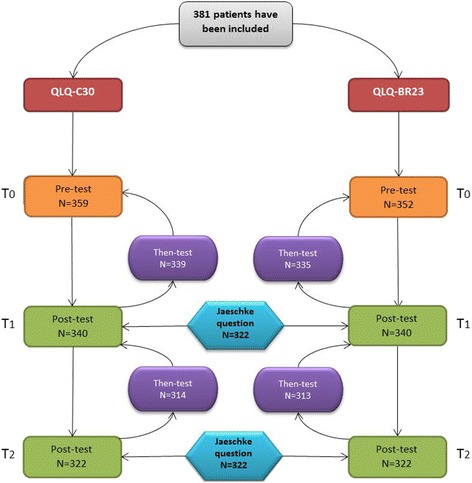 381 patients have
been included
QLQ-C30
QLQ-BR23
T0
Pre-test
N=359
Pre-test
N=352
T0
Then-test
N=339
Then-test
N=335
T1
Post-test
N=340
Jaeschke
question
N=322
Post-test
N=340
T1
Then-test
N=314
Then-test
N=313
T2
Post-test
N=322
Jaeschke
question
N=322
Post-test
N=322
T2